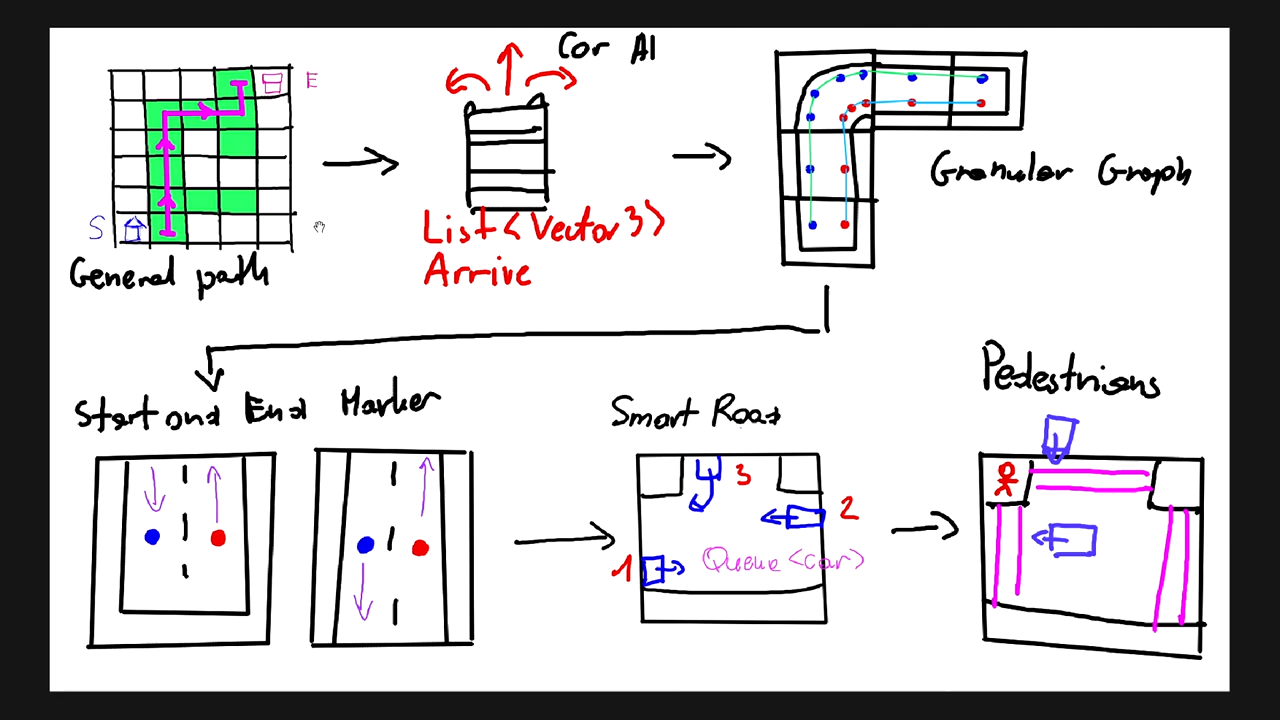 Car AI
E
S
General path
List<Vector3>
Arrive
Granular Graph
Start and End Marker
Smart Road
3
2
1
Queue<car>
Pedestrians